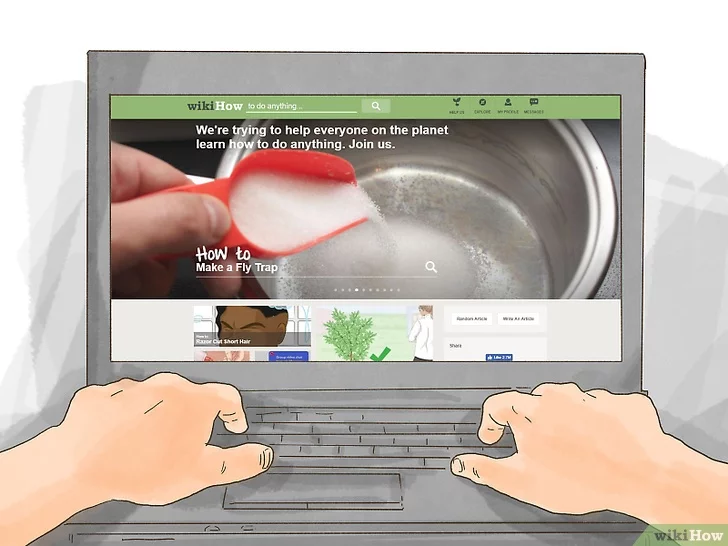 wikiHow to do anything...
HELP US EXPLORE MY PROFILE MESSAGES
We're trying to help everyone on the planet
learn how to do anything. Join us.
How to
Make a Fly Trap
How to
Razor Cut Short Hair
Random Article Write An Article
Share
Like 2.7M
wikiHow